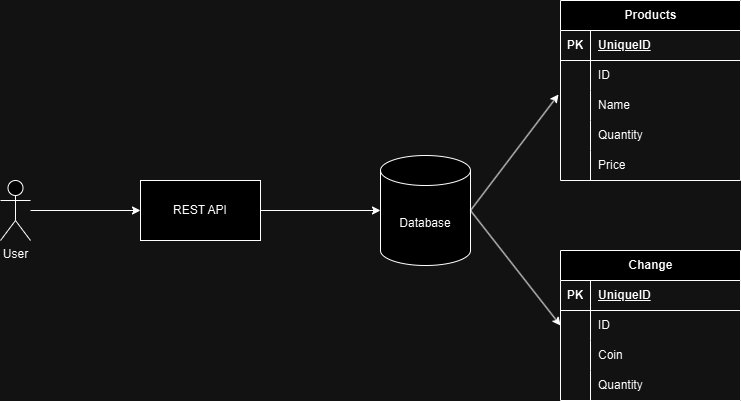 Products
PK UniqueID
ID
Name
Quantity
Price
REST API
Database
User
Change
PK UniqueID
ID
Coin
Quantity